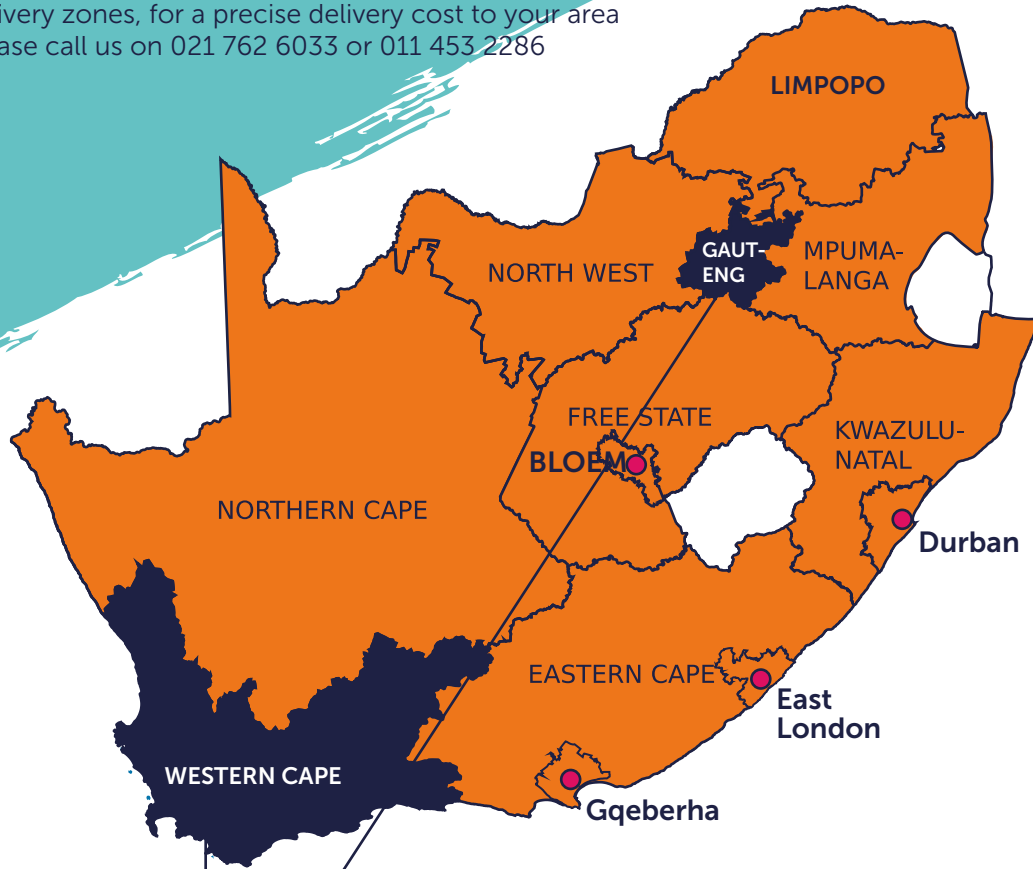 ivery zones, for a precise delivery cost to your area
ase call us on 021 762 6033 or 011 453 2286
LIMPOPO
GAUT-
ENG
MPUMA-
LANGA
NORTH WEST
FREE STATE
KWAZULU-
NATAL
BLOEM
NORTHERN CAPE
Durban
EASTERN CAPE
East
London
WESTERN CAPE
Gqeberha